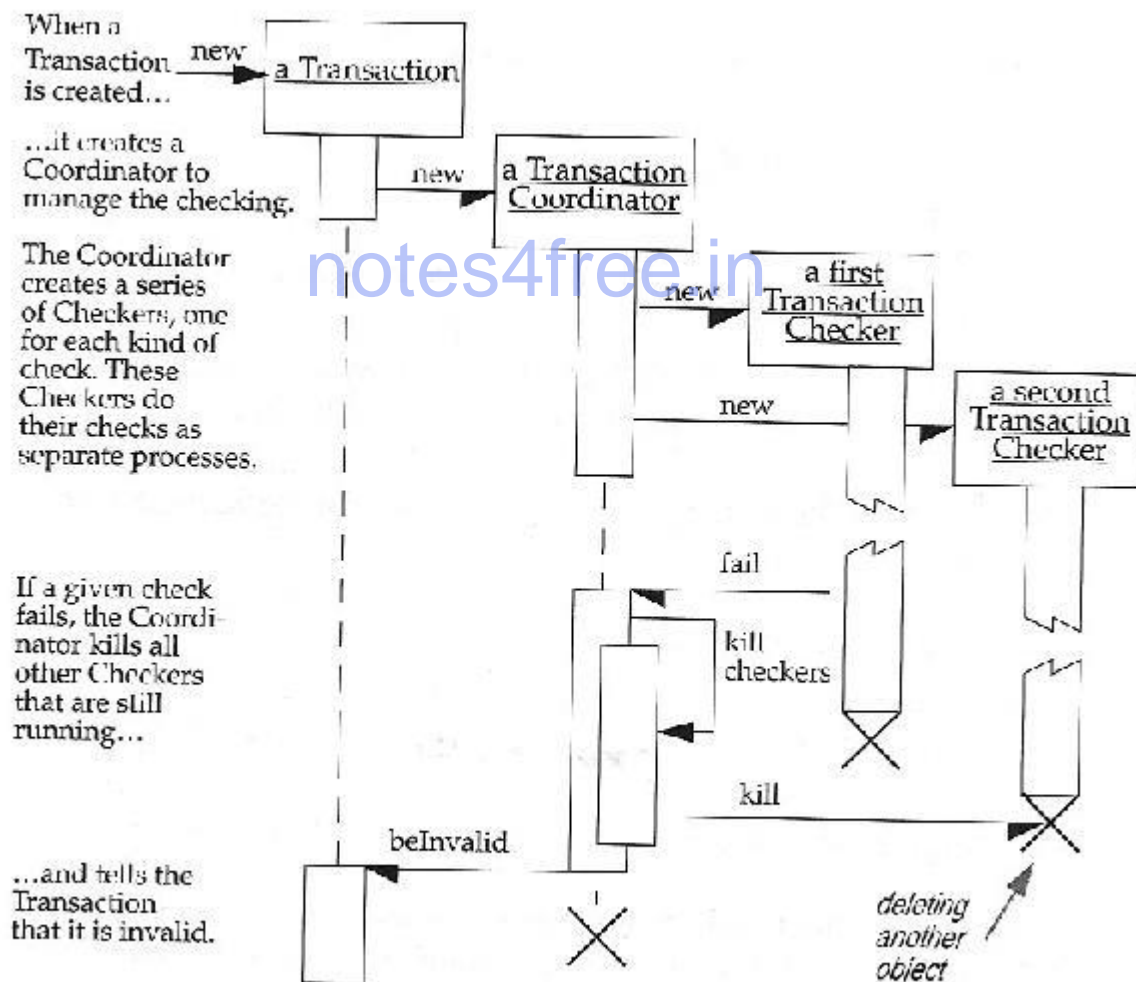 When a
Transaction
is created...
new
a Transaction
...it creates a
Coordinator to
manage the checking.
new
a Transaction
Coordinator
The Coordinator
creates a series
of Checkers, one
for each kind of
check. These
Checkers do
their checks as
separate processes.
notes4free.in
new
a first
Transaction
Checker
new
a second
Transaction
Checker
If a given check
fails, the Coordi-
nator kills all
other Checkers
that are still
running...
fail
kill
checkers
kill
beInvalid
...and tells the
Transaction
that it is invalid.
deleting
another
object